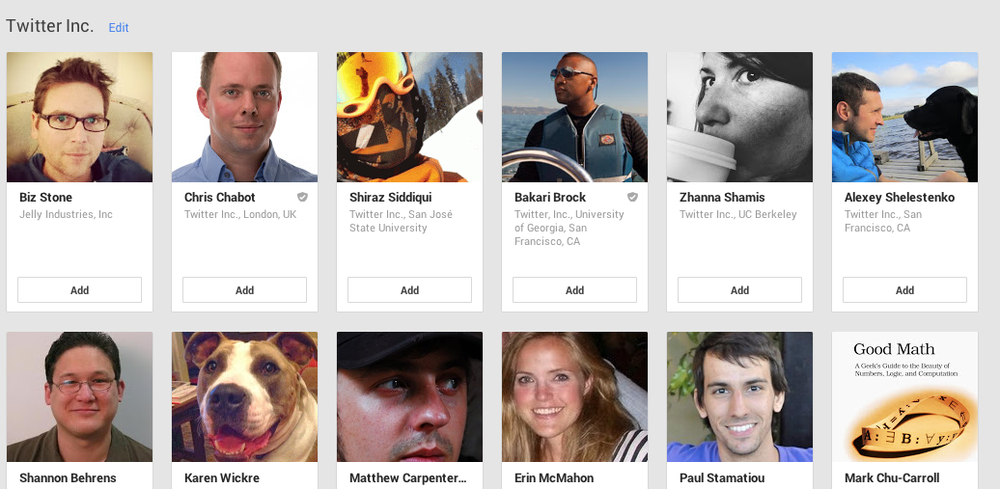 Twitter Inc. Edit
Biz Stone
Jelly Industries, Inc
Add
Chris Chabot
Twitter Inc., London, UK
Add
Shiraz Siddiqui
Twitter Inc., San José
State University
Add
Bakari Brock
Twitter, Inc., University
of Georgia, San
Francisco, CA
Add
Zhanna Shamis
Twitter Inc., UC Berkeley
Add
Alexey Shelestenko
Twitter Inc., San
Francisco, CA
Add
Shannon Behrens
Karen Wickre
Matthew Carpenter...
Erin McMahon
Paul Stamatiou
Good Math
A Geek's Guide to the Beauty of
Numbers, Logic, and Computation
Mark Chu-Carroll